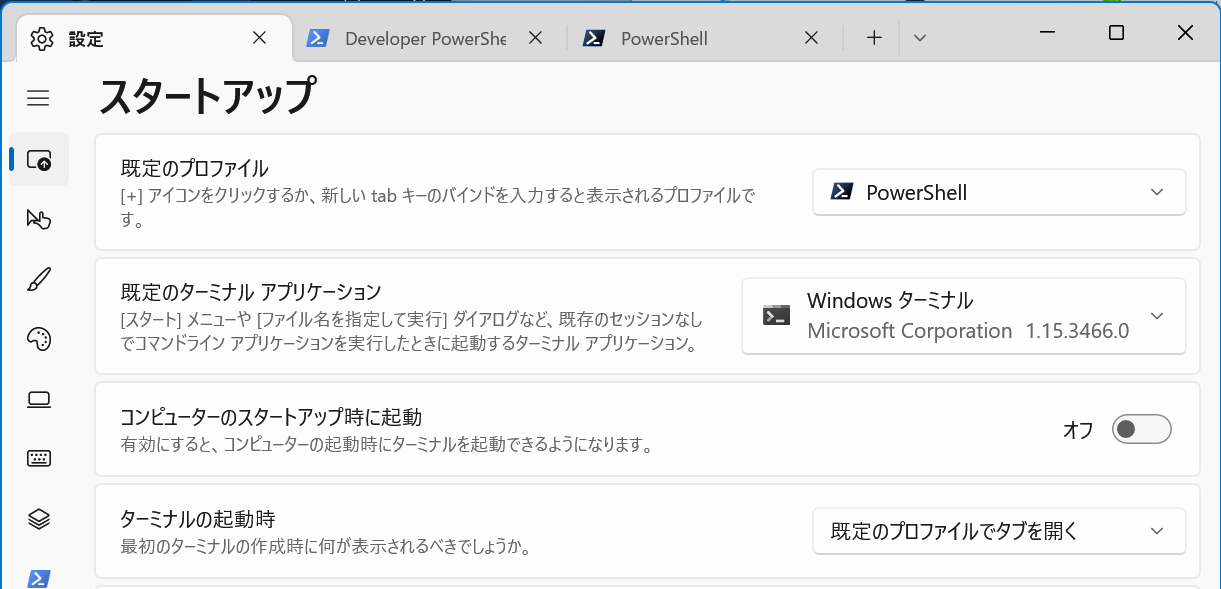 設定
Developer PowerShe
PowerShell
スタートアップ
既定のプロファイル
[+] アイコンをクリックするか、新しい tab キーのバインドを入力すると表示されるプロファイルで
す。
PowerShell
既定のターミナル アプリケーション
[スタート] メニューや [ファイル名を指定して実行] ダイアログなど、既存のセッションなし
でコマンドライン アプリケーションを実行したときに起動するターミナル アプリケーション。
Windows ターミナル
Microsoft Corporation 1.15.3466.0
コンピューターのスタートアップ時に起動
有効にすると、コンピューターの起動時にターミナルを起動できるようになります。
オフ
ターミナルの起動時
最初のターミナルの作成時に何が表示されるべきでしょうか。
既定のプロファイルでタブを開く